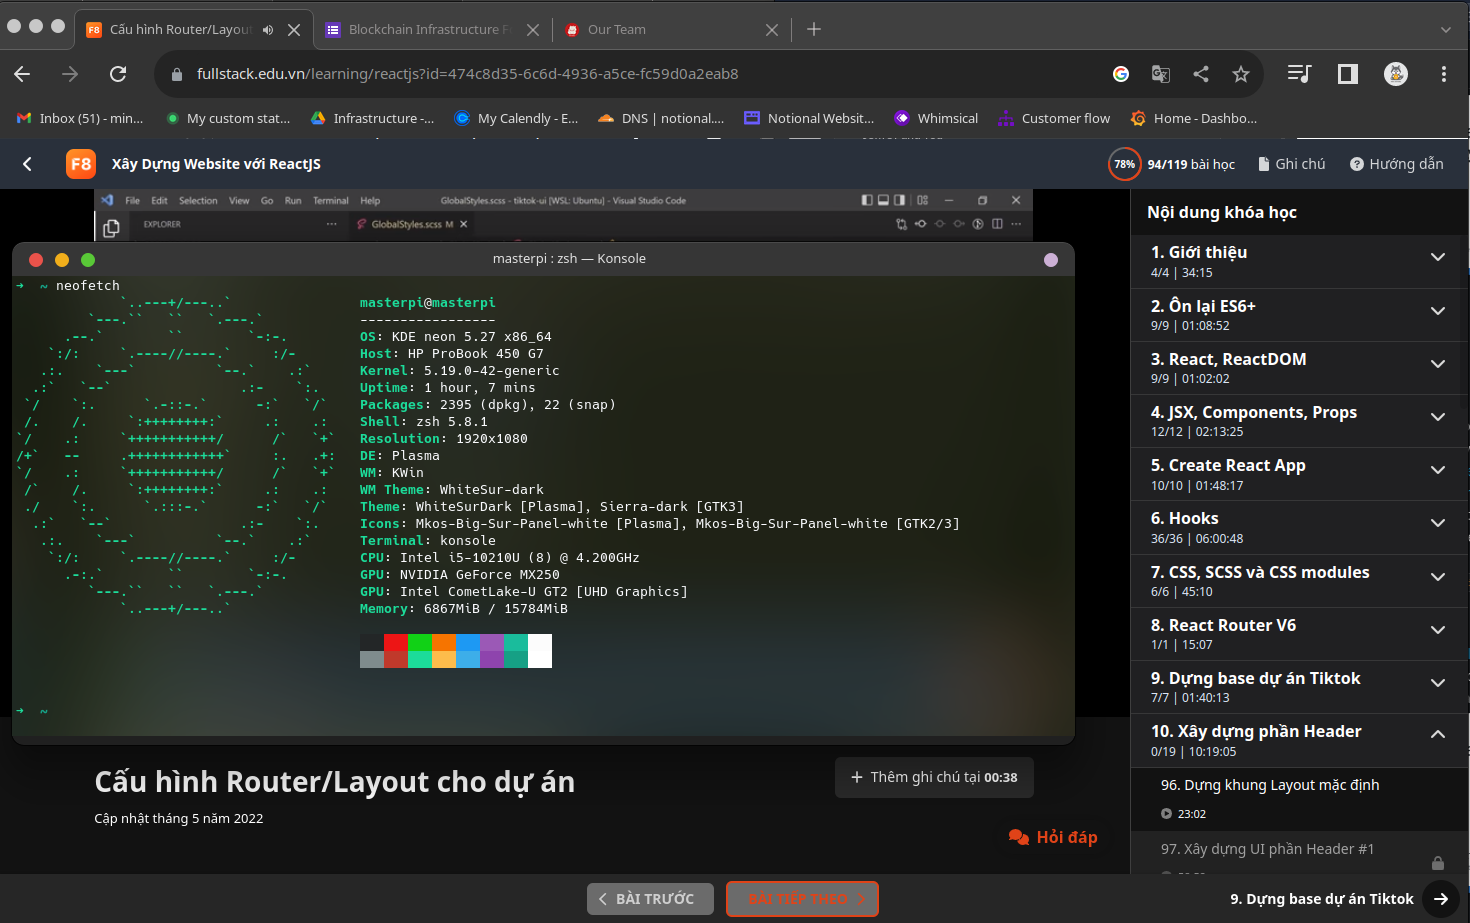 Cấu hình Router/Layout
Blockchain Infrastructure F
Our Team
fullstack.edu.vn/learning/reactjs?id=474c8d35-6c6d-4936-a5ce-fc59d0a2eab8
Inbox (51) - min...
My custom stat...
Infrastructure -...
My Calendly - E...
DNS | notional....
Notional Websit...
Whimsical
Customer flow
Home - Dashbo...
F8
Xây Dựng Website với ReactJS
78%
94/119 bài học
Ghi chú
Hướng dẫn
File Edit Selection View Go Run Terminal Help
GlobalStyles.scss - tiktok-ui [WSL: Ubuntu] - Visual Studio Code
EXPLORER
GlobalStyles.scss M
masterpi : zsh — Konsole
➜ ~ neofetch
masterpi@masterpi
-----------------
OS: KDE neon 5.27 x86_64
Host: HP ProBook 450 G7
Kernel: 5.19.0-42-generic
Uptime: 1 hour, 7 mins
Packages: 2395 (dpkg), 22 (snap)
Shell: zsh 5.8.1
Resolution: 1920x1080
DE: Plasma
WM: KWin
WM Theme: WhiteSur-dark
Theme: WhiteSurDark [Plasma], Sierra-dark [GTK3]
Icons: Mkos-Big-Sur-Panel-white [Plasma], Mkos-Big-Sur-Panel-white [GTK2/3]
Terminal: konsole
CPU: Intel i5-10210U (8) @ 4.200GHz
GPU: NVIDIA GeForce MX250
GPU: Intel CometLake-U GT2 [UHD Graphics]
Memory: 6867MiB / 15784MiB
➜ ~
Cấu hình Router/Layout cho dự án
Cập nhật tháng 5 năm 2022
Thêm ghi chú tại 00:38
Hỏi đáp
BÀI TRƯỚC
BÀI TIẾP THEO
Nội dung khóa học
1. Giới thiệu
4/4 | 34:15
2. Ôn lại ES6+
9/9 | 01:08:52
3. React, ReactDOM
9/9 | 01:02:02
4. JSX, Components, Props
12/12 | 02:13:25
5. Create React App
10/10 | 01:48:17
6. Hooks
36/36 | 06:00:48
7. CSS, SCSS và CSS modules
6/6 | 45:10
8. React Router V6
1/1 | 15:07
9. Dựng base dự án Tiktok
7/7 | 01:40:13
10. Xây dựng phần Header
0/19 | 10:19:05
96. Dựng khung Layout mặc định
23:02
97. Xây dựng UI phần Header #1
9. Dựng base dự án Tiktok